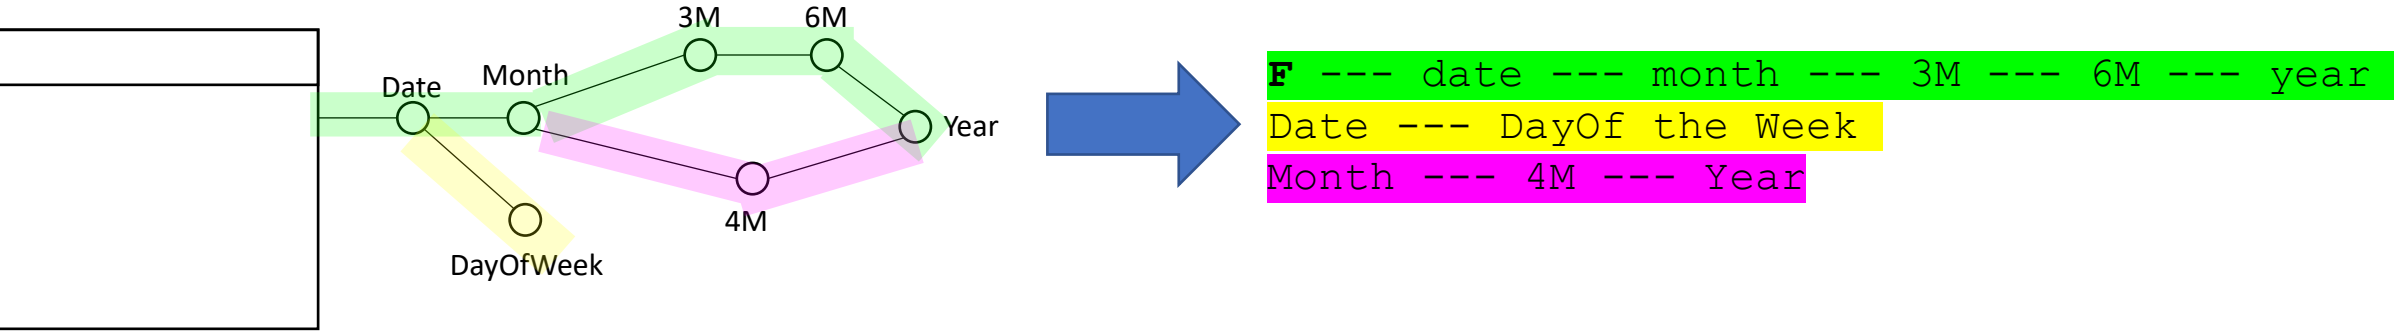 3M
6M
Date
Month
Year
4M
DayOfWeek
F --- date --- month --- 3M --- 6M --- year
Date --- DayOf the Week
Month --- 4M --- Year